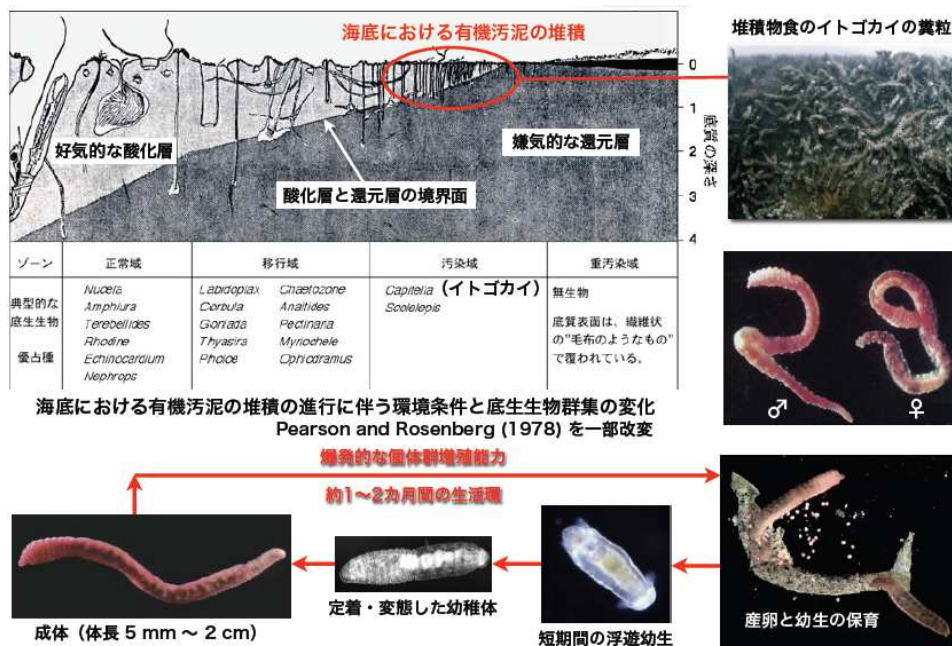 海底における有機汚泥の堆積
堆積物食のイトゴカイの糞粒
好気的な酸化層
嫌気的な還元層
酸化層と還元層の境界面
0
1
2
3
4
底質の深さ
ゾーン 正常域 移行域 汚染域 重汚染域
典型的な
底生生物
優占種
Nucela
Amphiura
Terebellides
Rhodine
Echinocardium
Nephrops
Labidoplax Chaetozone
Corbula Anaitides
Goniada Pectinaria
Thyasira Myriochele
Pholoe Ophiodramus
Capitella（イトゴカイ）
Scolelepis
無生物
底質表面は、繊維状
の“毛布のようなもの”
で覆われている。
♂ ♀
海底における有機汚泥の堆積の進行に伴う環境条件と底生生物群集の変化
Pearson and Rosenberg (1978) を一部改変
爆発的な個体群増殖能力
約1〜2カ月間の生活環
成体（体長 5 mm 〜 2 cm）
定着・変態した幼稚体
短期間の浮遊幼生
産卵と幼生の保育